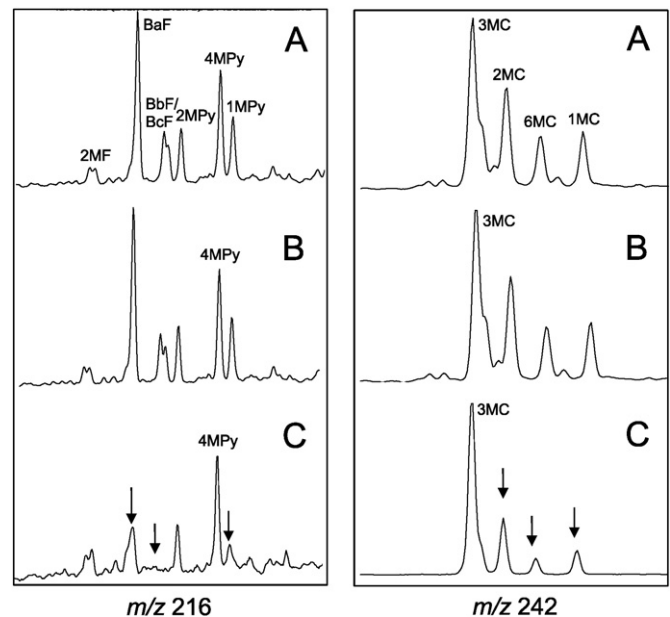 A
BaF
4MPy
BbF/
BcF
2MPy
1MPy
2MF
B
4MPy
C
4MPy
m/z 216
A
3MC
2MC
6MC
1MC
B
3MC
C
3MC
m/z 242